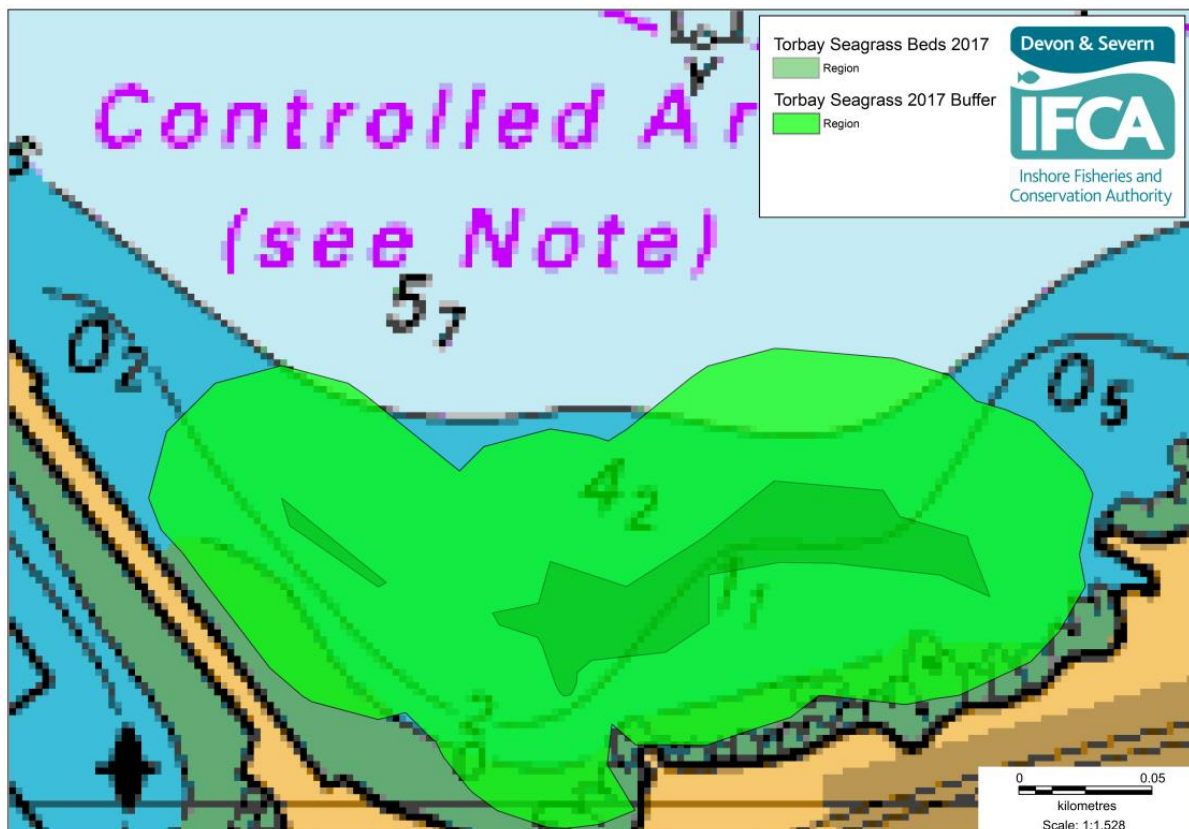 Controlled Ar
(see Note)
5₇
0₂
4₂
0₅
1₁
2
Torbay Seagrass Beds 2017
Region
Torbay Seagrass 2017 Buffer
Region
Devon & Severn
IFCA
Inshore Fisheries and
Conservation Authority
0 0.05
kilometres
Scale: 1:1,528